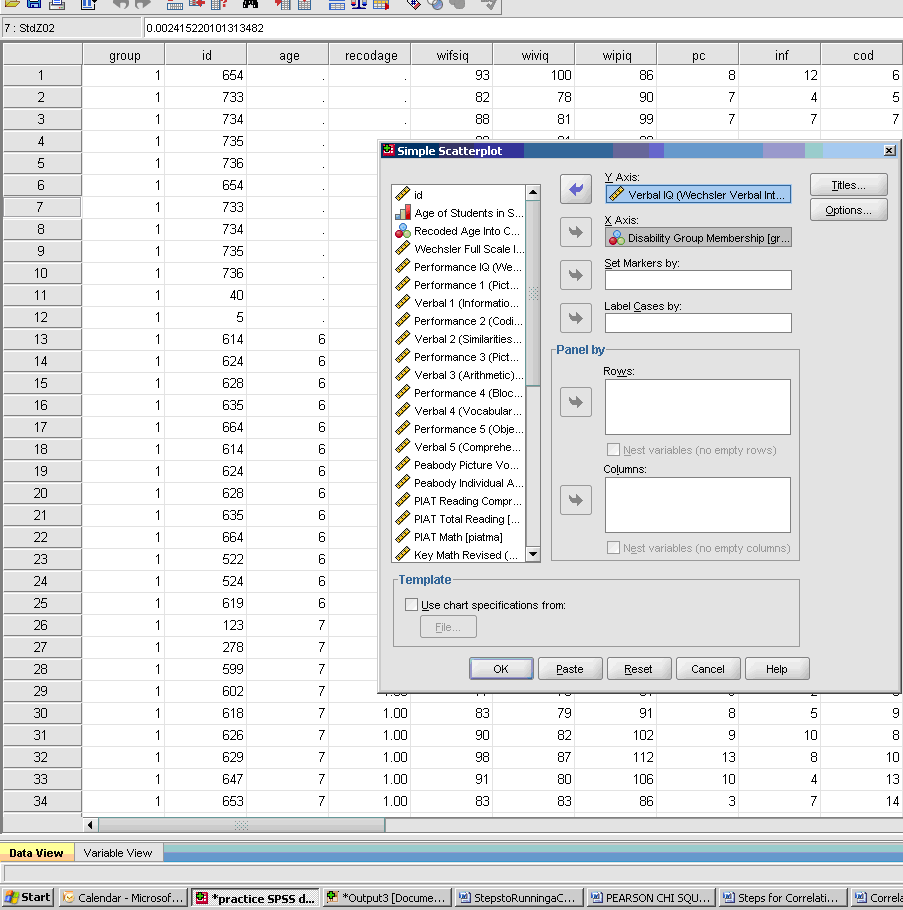 7 : StdZ02 0.002415220101313482
group id age recodage wifsiq wiviq wipiq pc inf cod
1 1 654 . . 93 100 86 8 12 6
2 1 733 . . 82 78 90 7 4 5
3 1 734 . . 88 81 99 7 7 7
4 1 735
5 1 736
6 1 654
7 1 733
8 1 734
9 1 735
10 1 736
11 1 40 .
12 1 5 .
13 1 614 6
14 1 624 6
15 1 628 6
16 1 635 6
17 1 664 6
18 1 614 6
19 1 624 6
20 1 628 6
21 1 635 6
22 1 664 6
23 1 522 6
24 1 524 6
25 1 619 6
26 1 123 7
27 1 278 7
28 1 599 7
29 1 602 7
30 1 618 7 1.00 83 79 91 8 5 9
31 1 626 7 1.00 90 82 102 9 10 8
32 1 629 7 1.00 98 87 112 13 8 10
33 1 647 7 1.00 91 80 106 10 4 13
34 1 653 7 1.00 83 83 86 3 7 14
Simple Scatterplot
id
Age of Students in S...
Recoded Age Into C...
Wechsler Full Scale I...
Performance IQ (We...
Performance 1 (Pict...
Verbal 1 (Informatio...
Performance 2 (Codi...
Verbal 2 (Similarities...
Performance 3 (Pict...
Verbal 3 (Arithmetic)...
Performance 4 (Bloc...
Verbal 4 (Vocabular...
Performance 5 (Obje...
Verbal 5 (Comprehe...
Peabody Picture Vo...
Peabody Individual A...
PIAT Reading Compr...
PIAT Total Reading [...
PIAT Math [piatma]
Key Math Revised (...
Y Axis:
Verbal IQ (Wechsler Verbal Int...
X Axis:
Disability Group Membership [gr...
Set Markers by:
Label Cases by:
Titles...
Options...
Panel by
Rows:
Nest variables (no empty rows)
Columns:
Nest variables (no empty columns)
Template
Use chart specifications from:
File...
OK Paste Reset Cancel Help
Data View Variable View
Start Calendar - Microsof... *practice SPSS d... *Output3 [Docume... StepstoRunningaC... PEARSON CHI SQU... Steps for Correlati... Correla